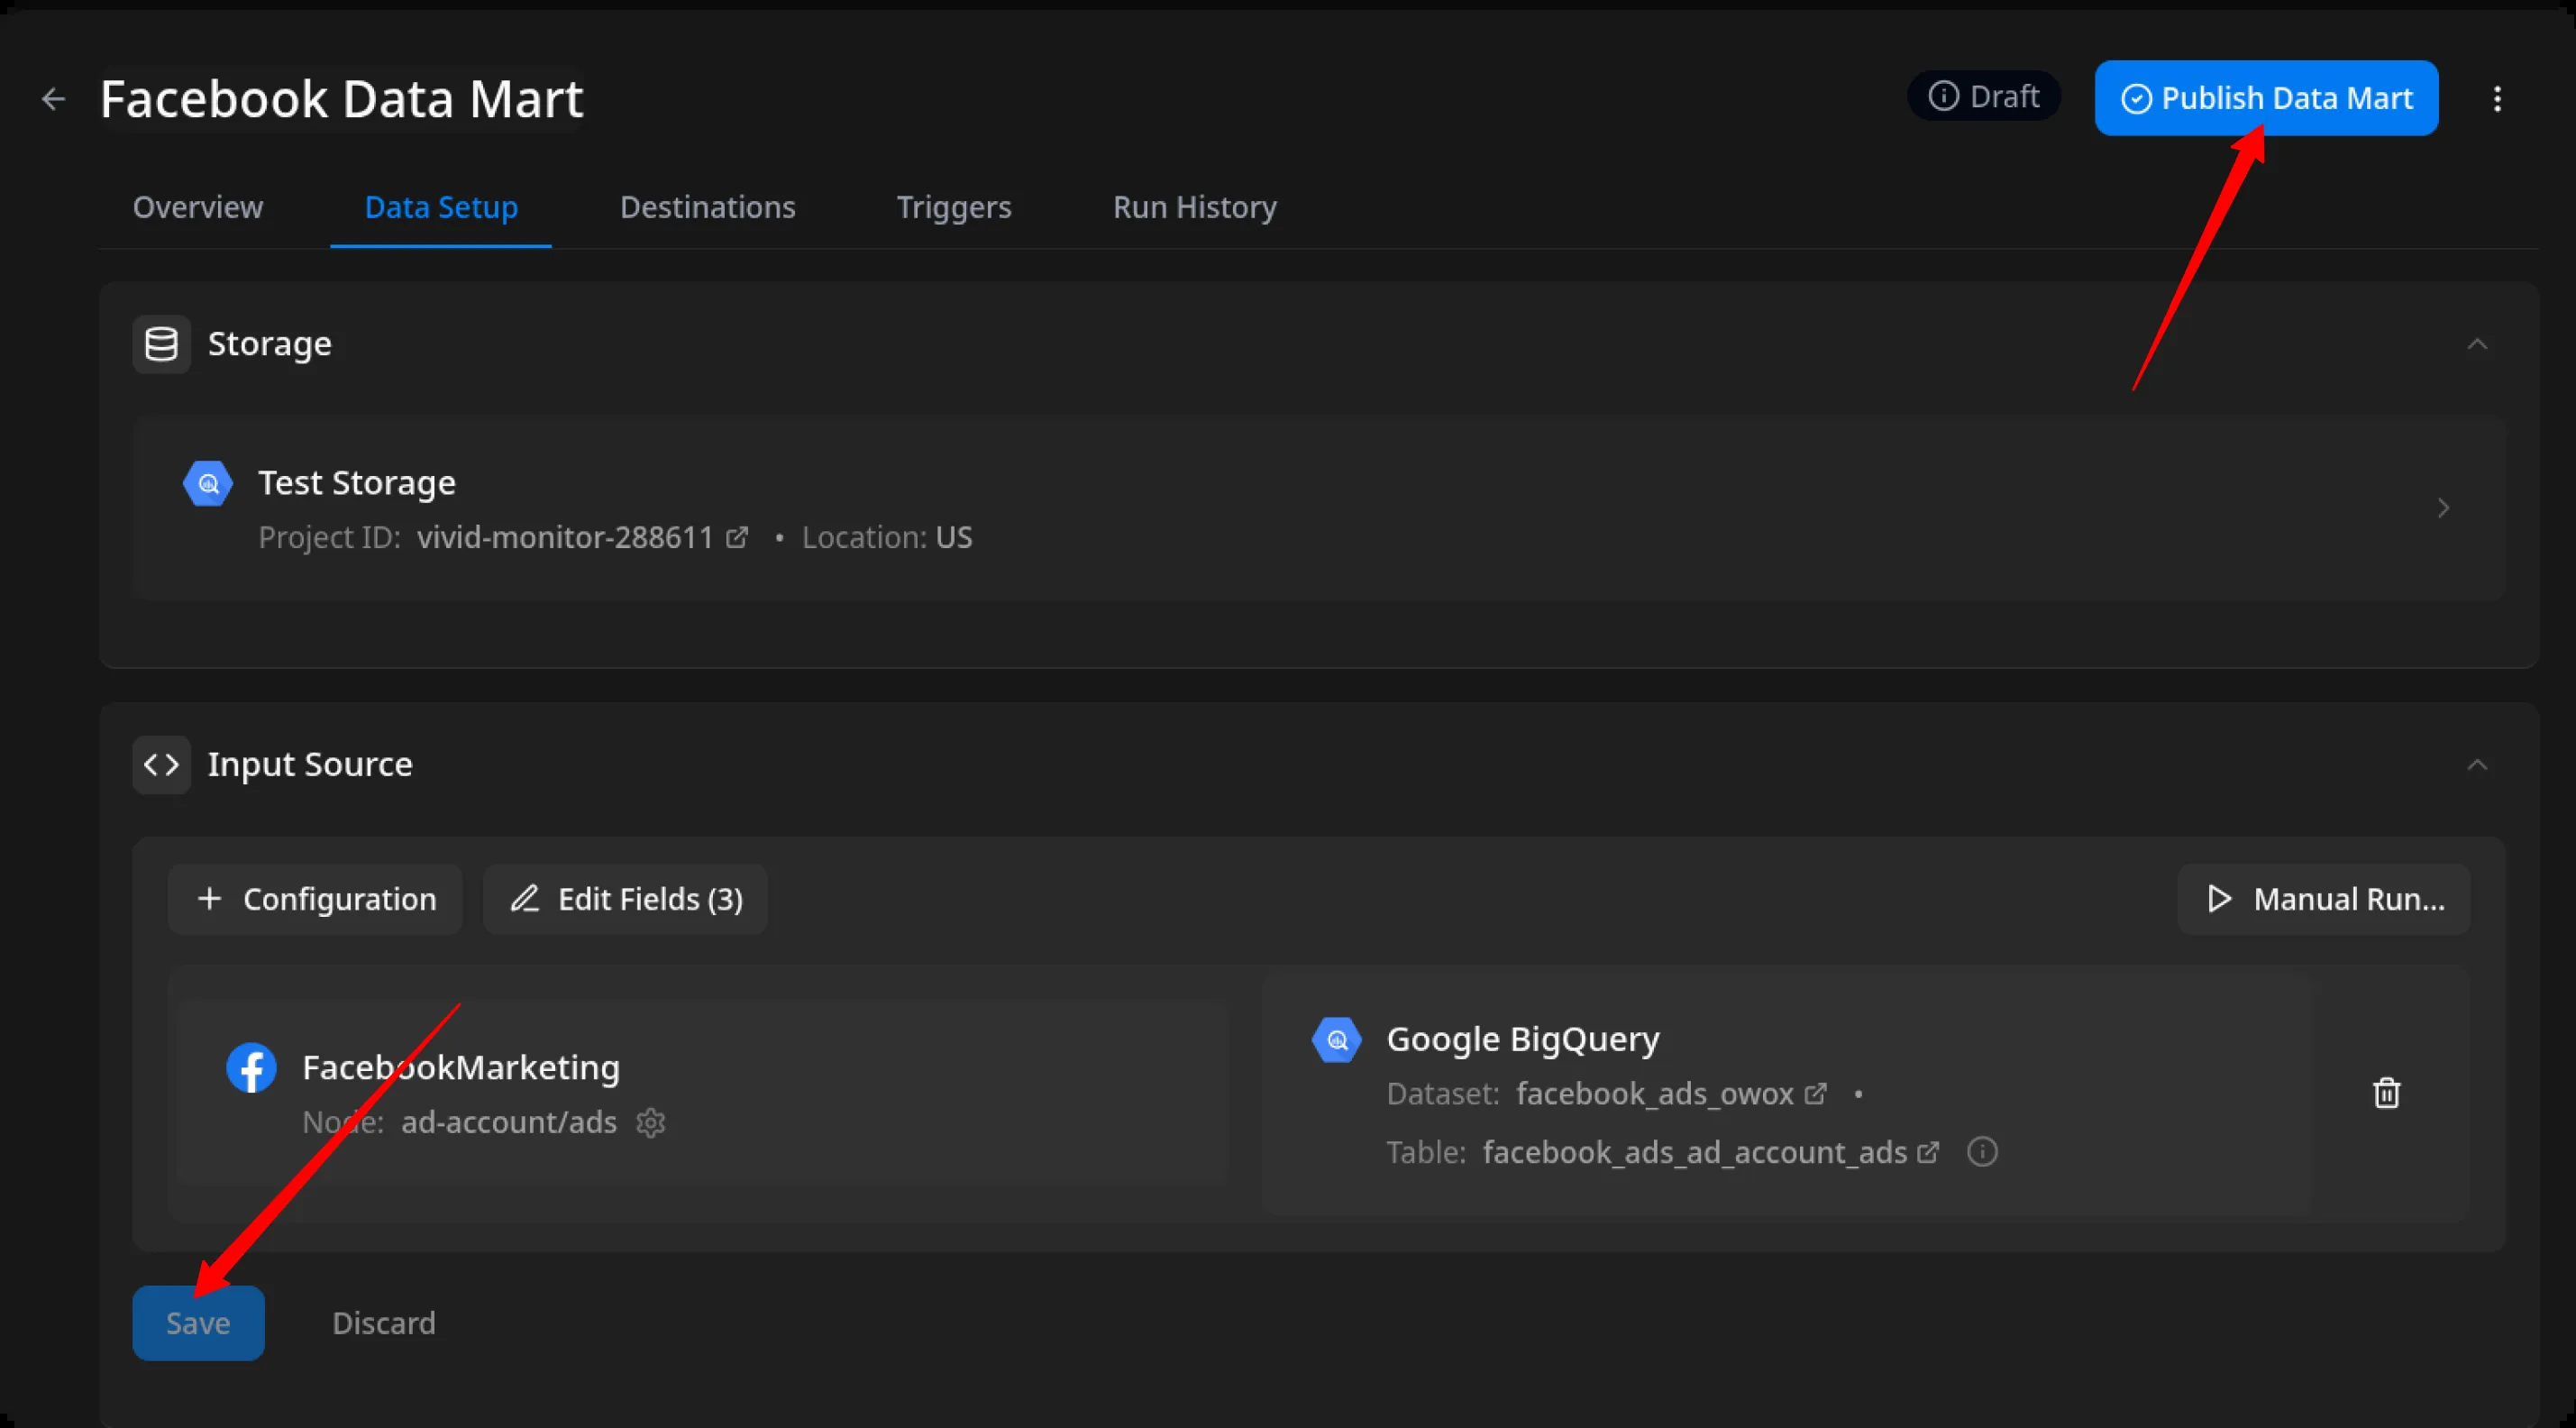 Facebook Data Mart
Draft
Publish Data Mart
Overview
Data Setup
Destinations
Triggers
Run History
Storage
Test Storage
Project ID: vivid-monitor-288611 • Location: US
Input Source
Configuration
Edit Fields (3)
Manual Run...
FacebookMarketing
Node: ad-account/ads
Google BigQuery
Dataset: facebook_ads_owox •
Table: facebook_ads_ad_account_ads
Save
Discard